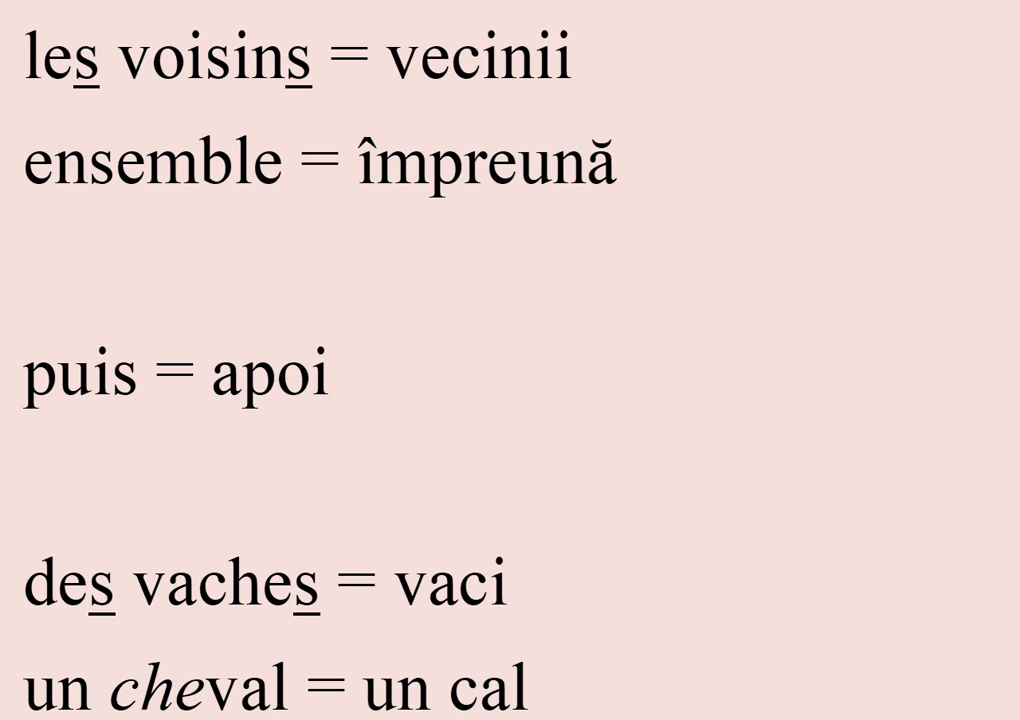 les voisins = vecinii
ensemble = împreună
puis = apoi
des vaches = vaci
un cheval = un cal